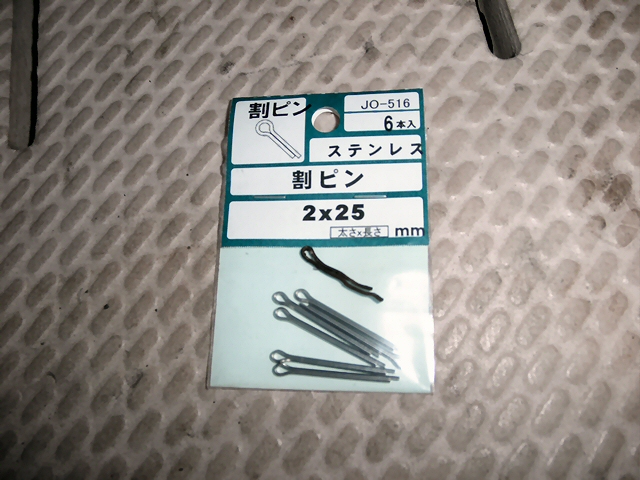 割ピン
JO-516
6本入
ステンレス
割ピン
2x25
太さx長さ mm